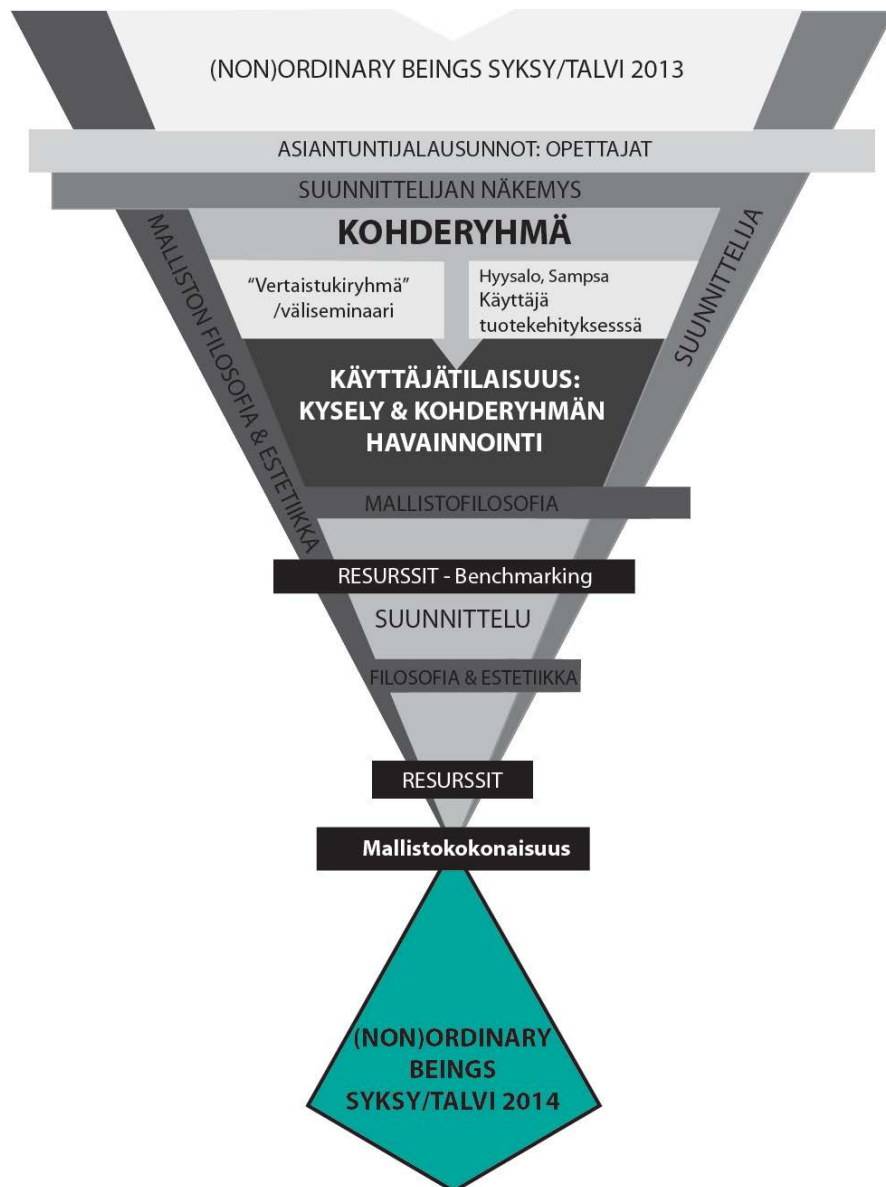 (NON)ORDINARY BEINGS SYKSY/TALVI 2013
ASIANTUNTIJALAUSUNNOT: OPETTAJAT
SUUNNITTELIJAN NÄKEMYS
MALLISTON FILOSOFIA & ESTETIIKKA
SUUNNITTELIJA
KOHDERYHMÄ
"Vertaistukiryhmä"
/väliseminaari
Hyysalo, Sampsa
Käyttäjä
tuotekehityksesssä
KÄYTTÄJÄTILAISUUS:
KYSELY & KOHDERYHMÄN
HAVAINNOINTI
MALLISTOFILOSOFIA
RESURSSIT - Benchmarking
SUUNNITTELU
FILOSOFIA & ESTETIIKKA
RESURSSIT
Mallistokokonaisuus
(NON)ORDINARY
BEINGS
SYKSY/TALVI 2014